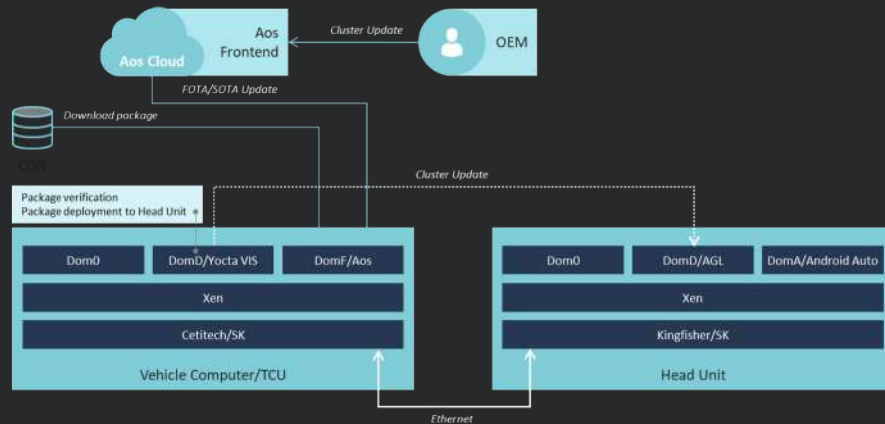 Cluster Update
Aos
Frontend
OEM
Aos Cloud
FOTA/SOTA Update
Download package
CDN
Cluster Update
Package verification
Package deployment to Head Unit
Dom0
DomD/Yocta VIS
DomF/Aos
Xen
Cetitech/SK
Vehicle Computer/TCU
Dom0
DomD/AGL
DomA/Android Auto
Xen
Kingfisher/SK
Head Unit
Ethernet